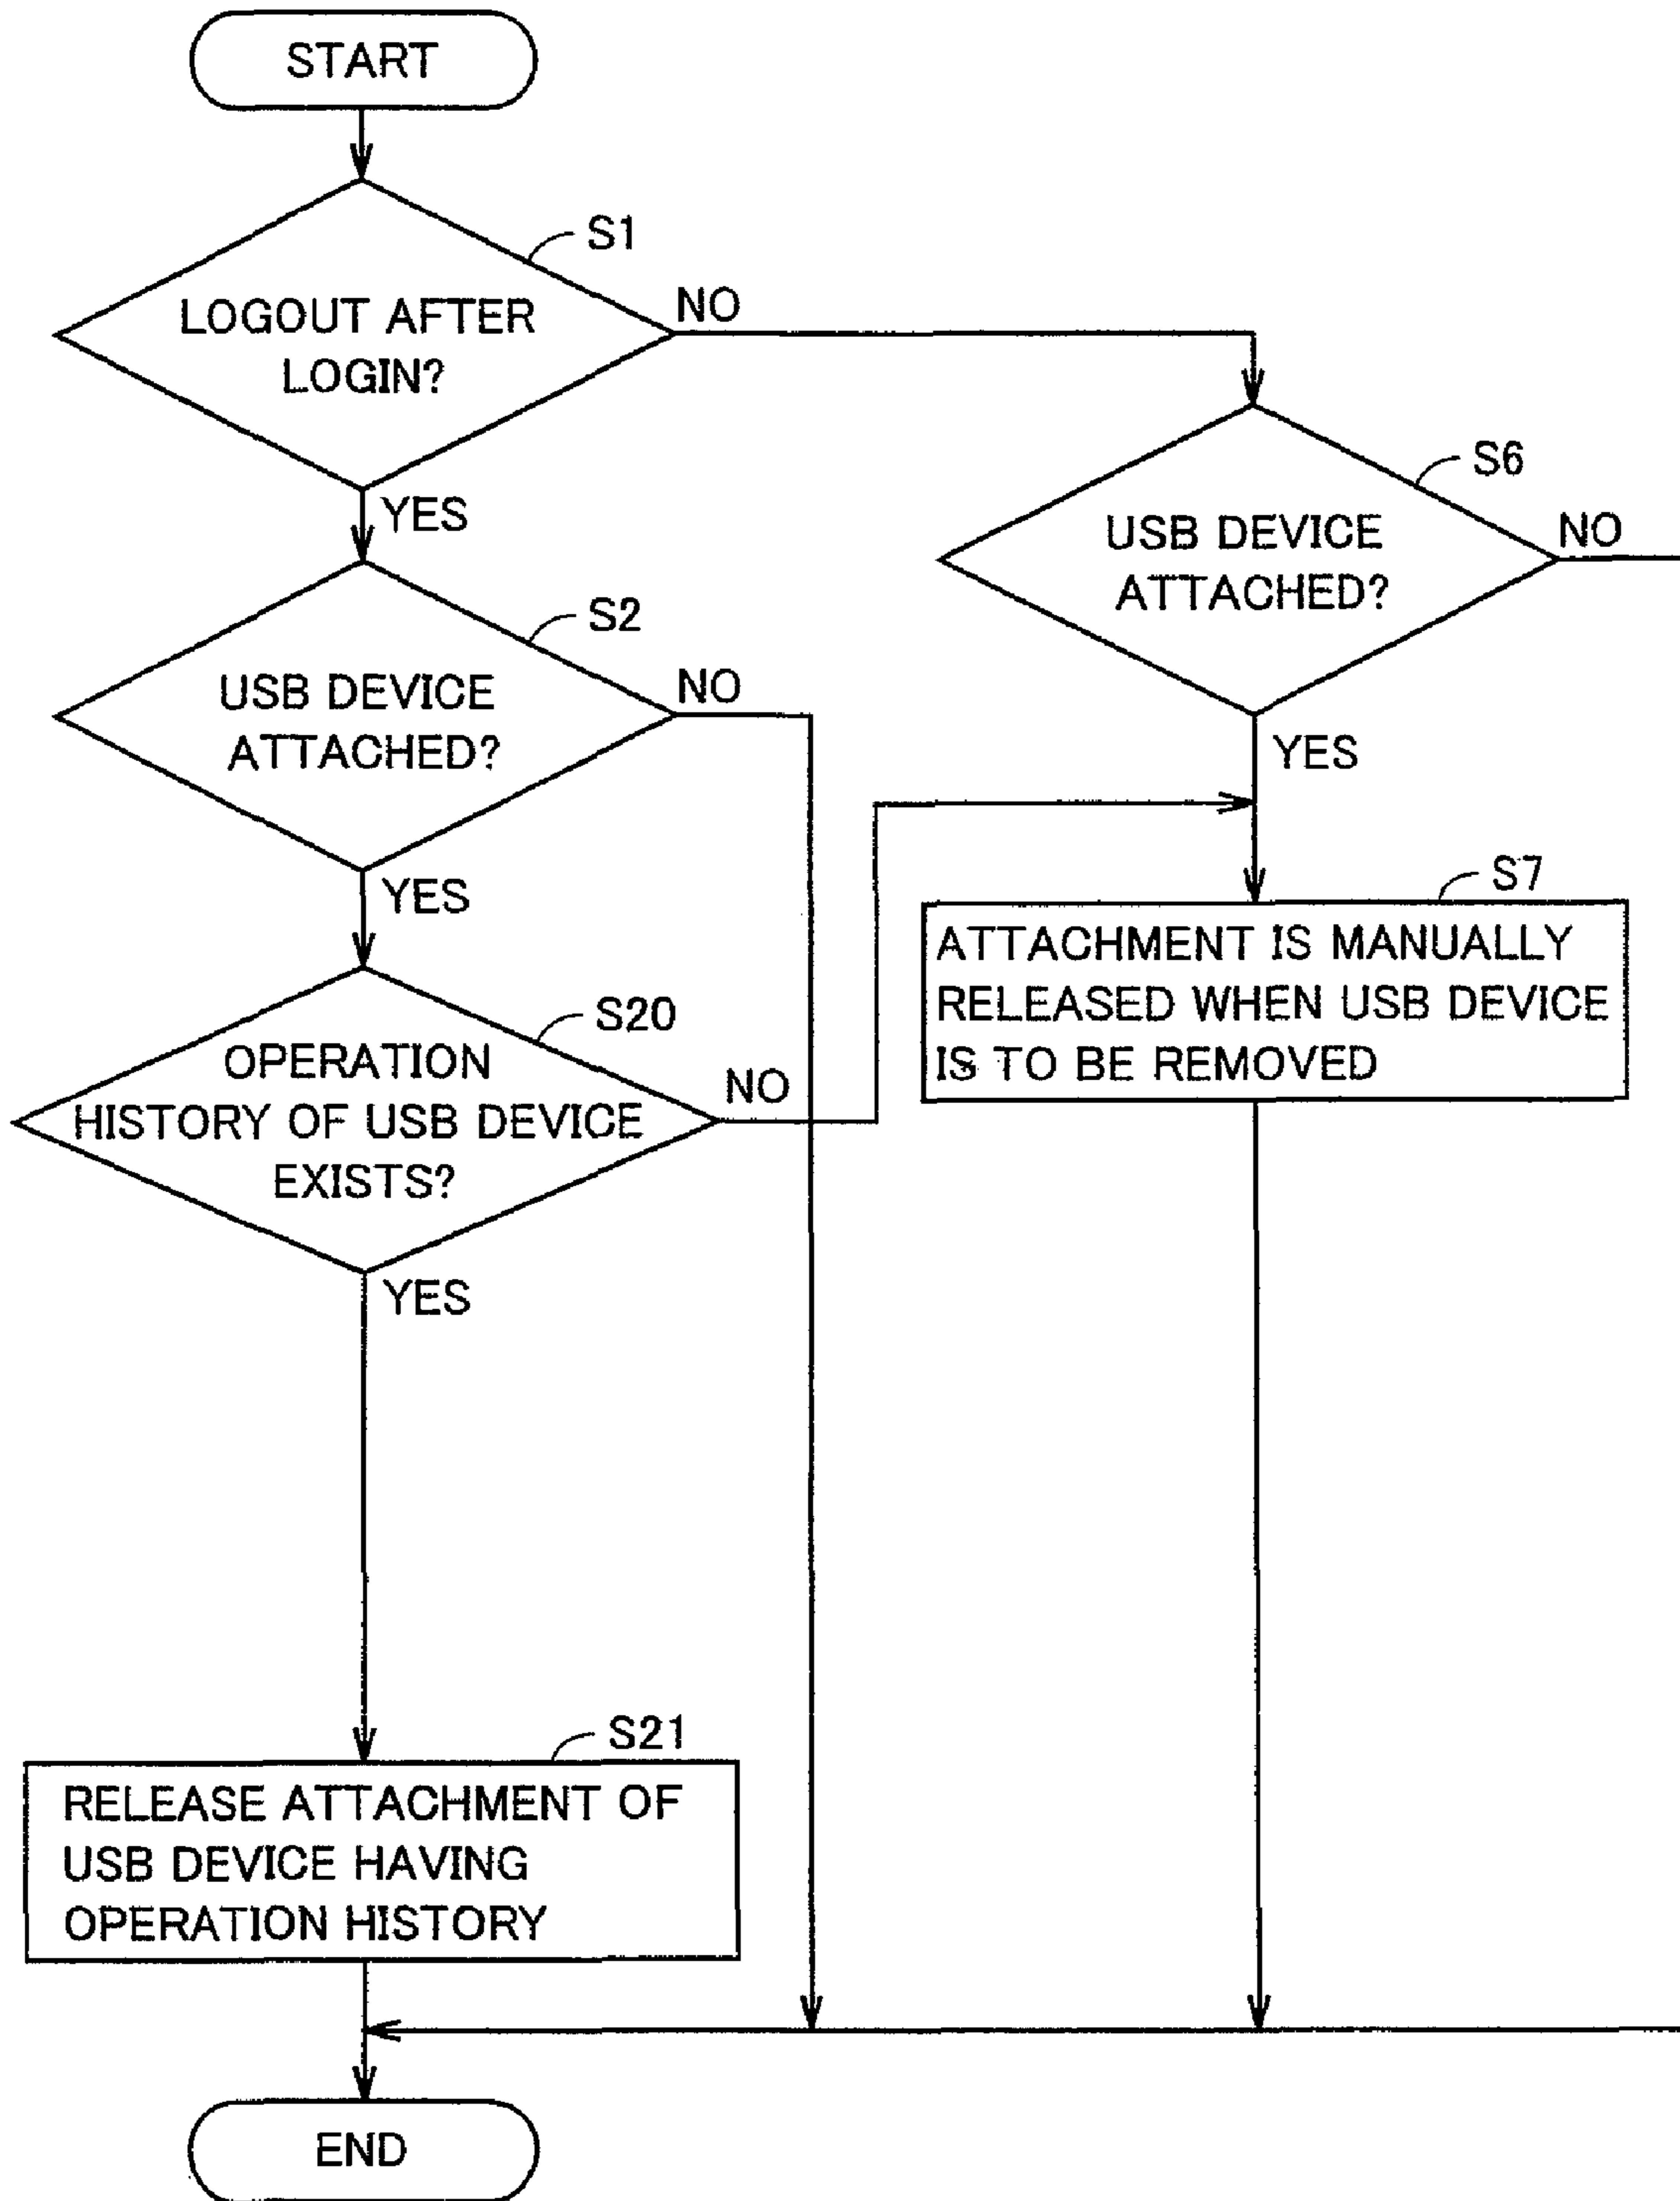 START
S1
LOGOUT AFTER
LOGIN?
NO
YES
S6
USB DEVICE
ATTACHED?
NO
YES
S2
USB DEVICE
ATTACHED?
NO
YES
S7
ATTACHMENT IS MANUALLY
RELEASED WHEN USB DEVICE
IS TO BE REMOVED
S20
OPERATION
HISTORY OF USB DEVICE
EXISTS?
NO
YES
S21
RELEASE ATTACHMENT OF
USB DEVICE HAVING
OPERATION HISTORY
END